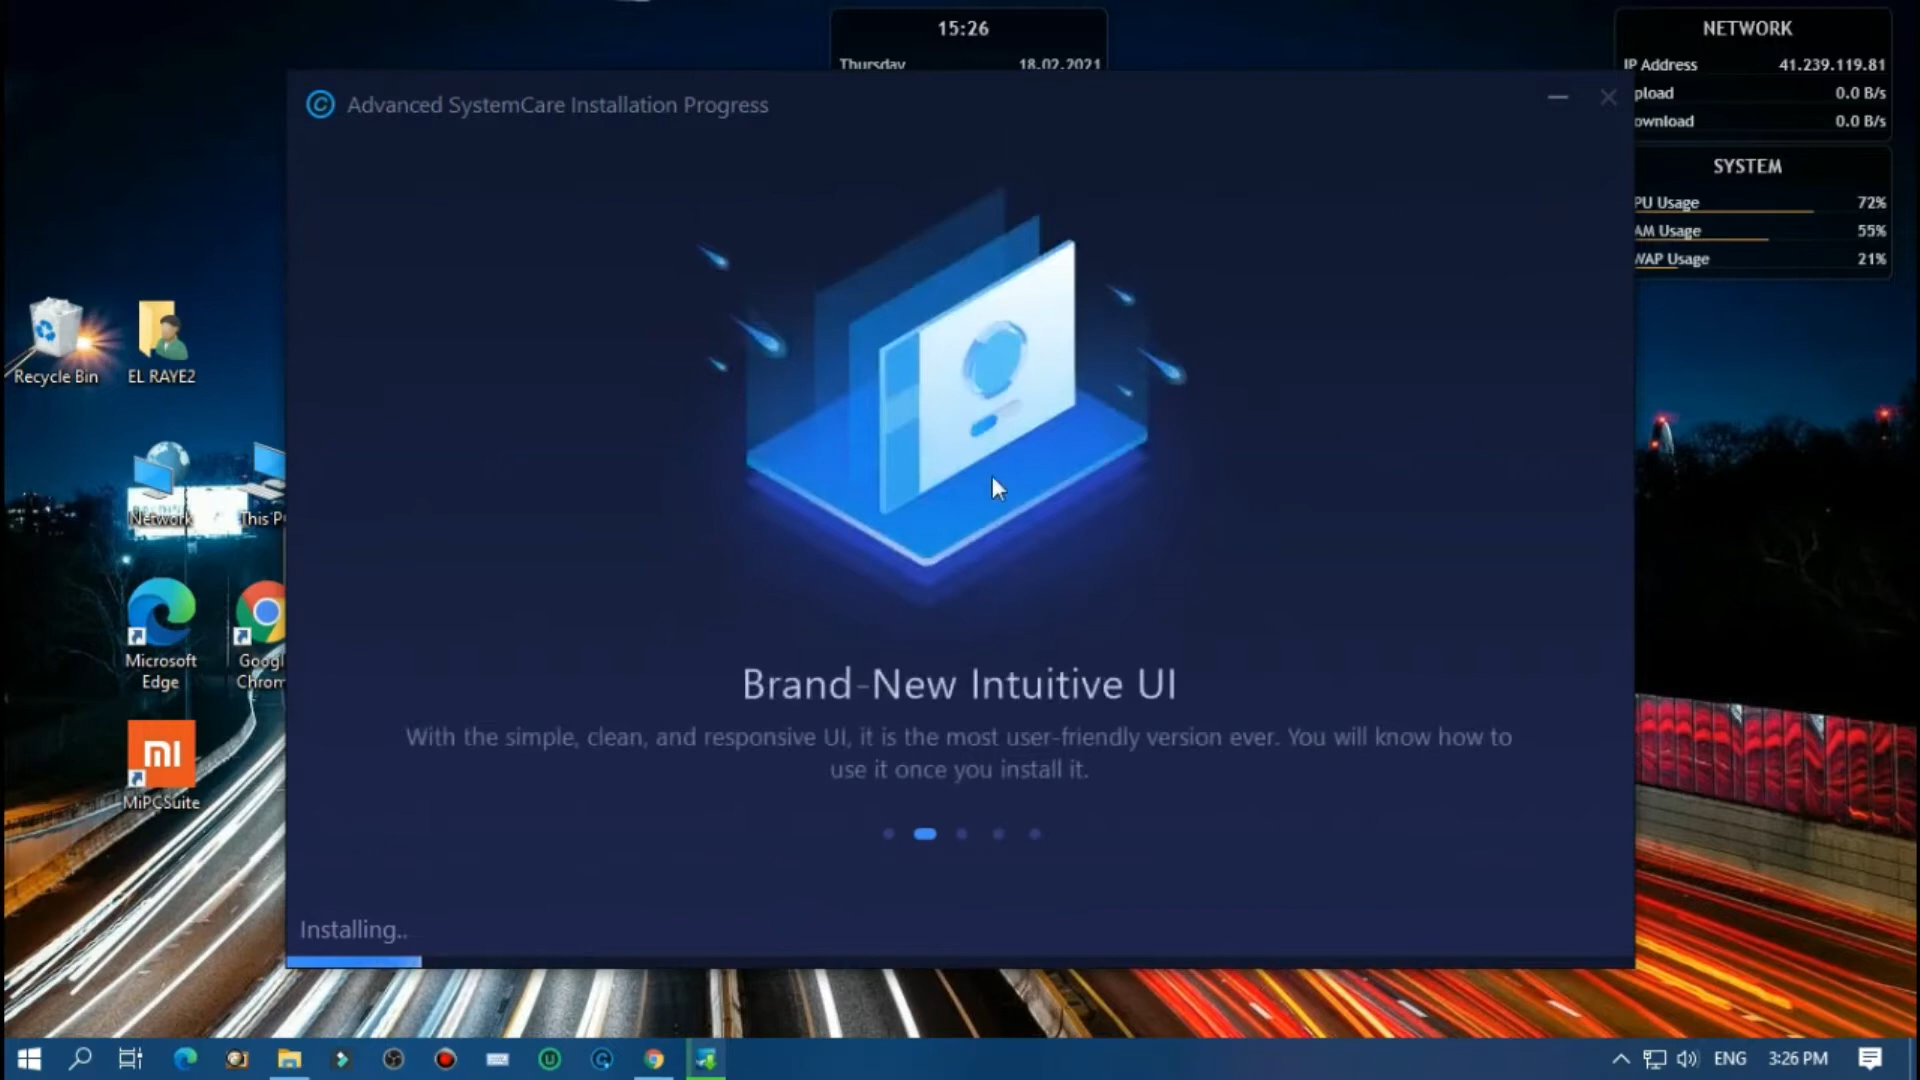 15:26
Thursday 18.02.2021
NETWORK
IP Address 41.239.119.81
pload 0.0 B/s
ownload 0.0 B/s
SYSTEM
PU Usage 72%
AM Usage 55%
WAP Usage 21%
Advanced SystemCare Installation Progress
Recycle Bin
EL RAYE2
Network
This P
Microsoft
Edge
Googl
Chrom
MiPCSuite
Brand-New Intuitive UI
With the simple, clean, and responsive UI, it is the most user-friendly version ever. You will know how to
use it once you install it.
Installing..
ENG 3:26 PM